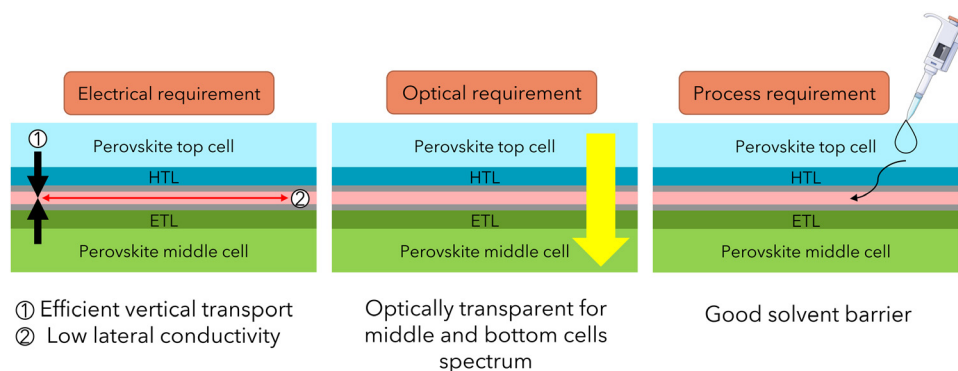 Electrical requirement
Optical requirement
Process requirement
①
Perovskite top cell
HTL
②
ETL
Perovskite middle cell
Perovskite top cell
HTL
ETL
Perovskite middle cell
Perovskite top cell
HTL
ETL
Perovskite middle cell
① Efficient vertical transport
② Low lateral conductivity
Optically transparent for
middle and bottom cells
spectrum
Good solvent barrier